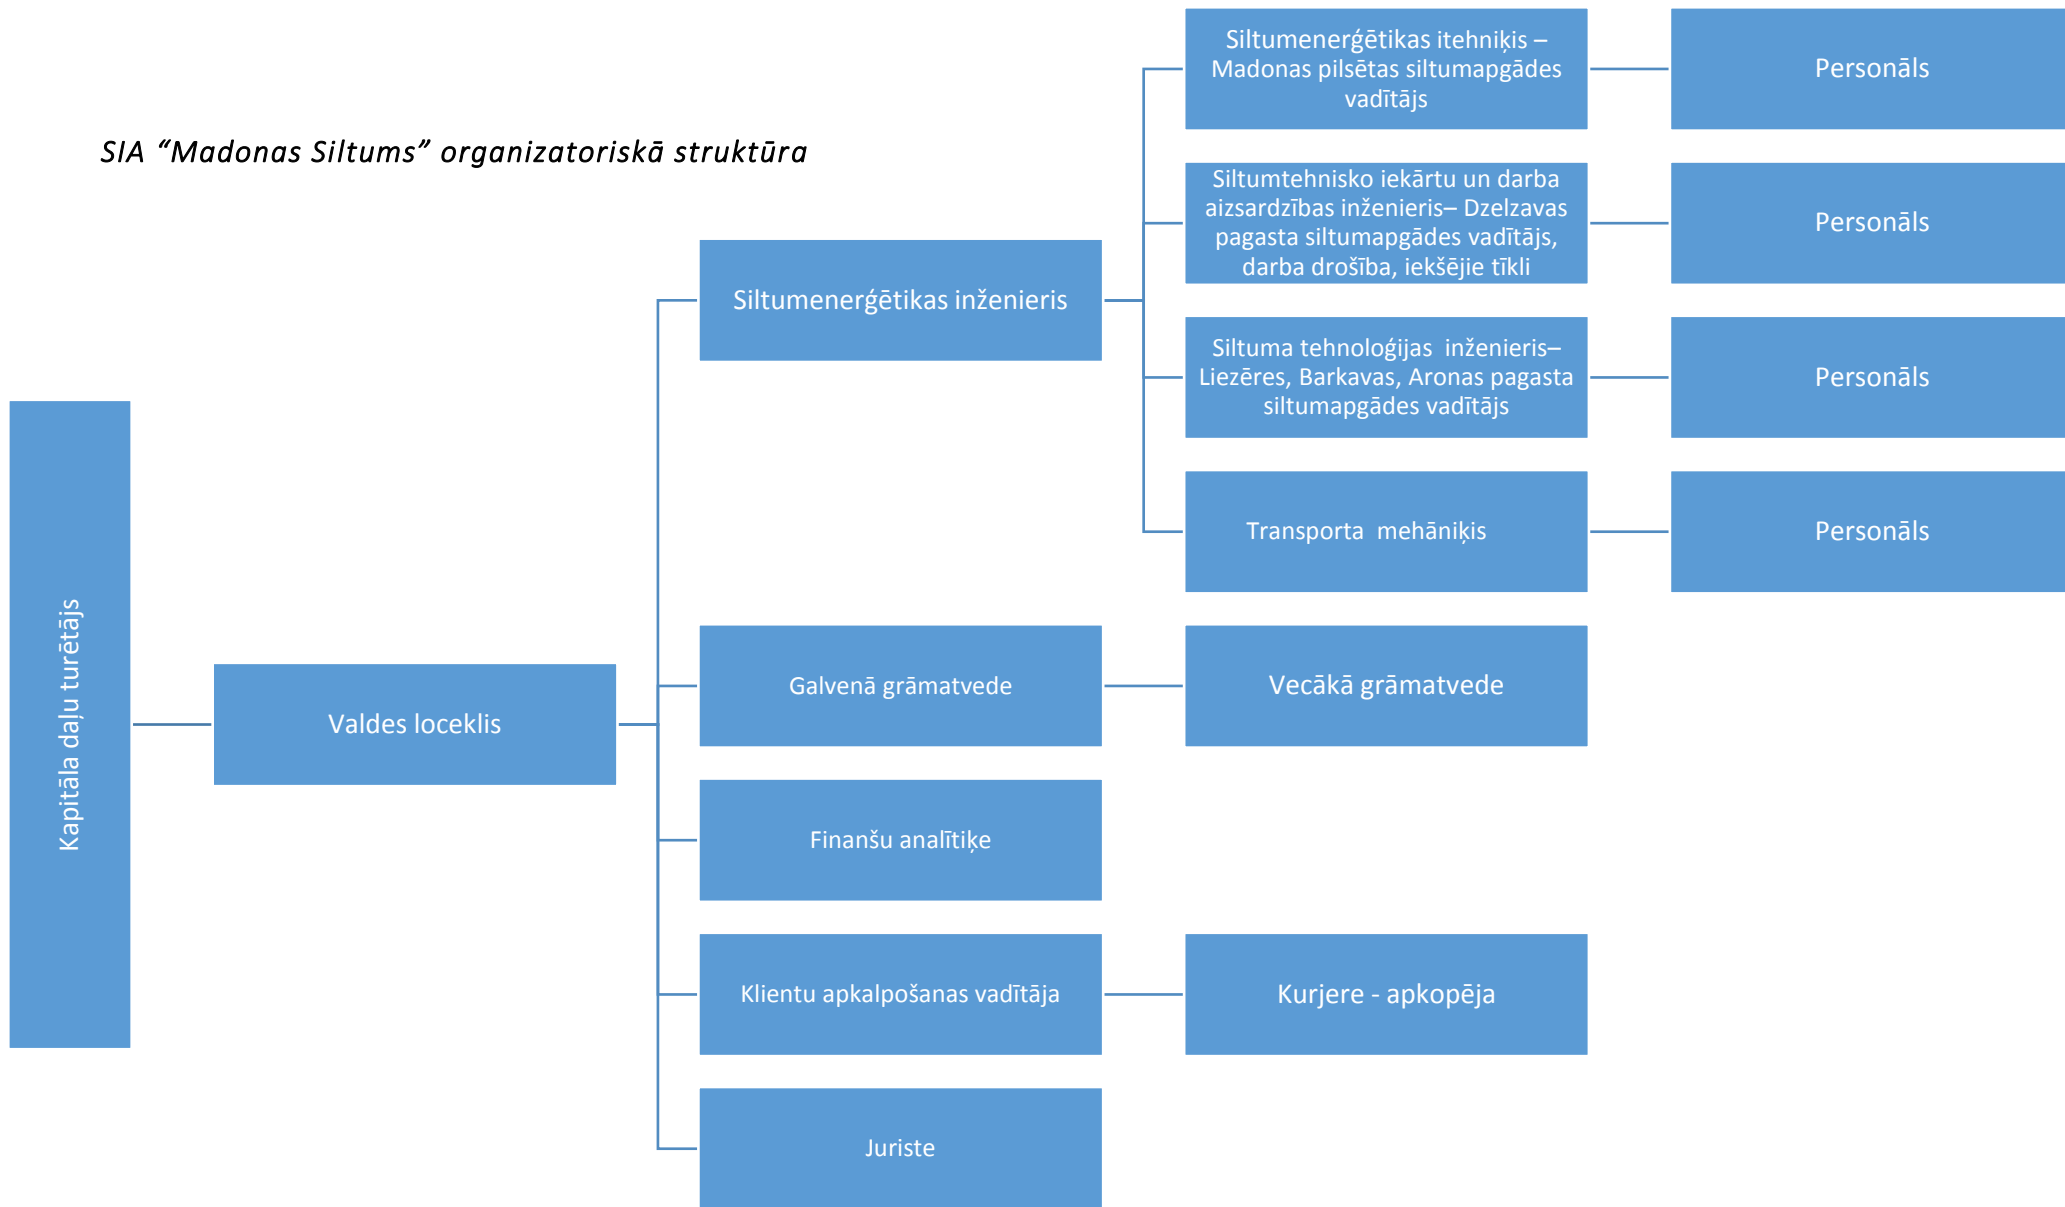 SIA “Madonas Siltums” organizatoriskā struktūra
Kapitāla daļu turētājs
Valdes loceklis
Siltumenerģētikas inženieris
Siltumenerģētikas itehniķis –
Madonas pilsētas siltumapgādes
vadītājs
Personāls
Siltumtehnisko iekārtu un darba
aizsardzības inženieris– Dzelzavas
pagasta siltumapgādes vadītājs,
darba drošība, iekšējie tīkli
Personāls
Siltuma tehnoloģijas  inženieris–
Liezēres, Barkavas, Aronas pagasta
siltumapgādes vadītājs
Personāls
Transporta  mehāniķis
Personāls
Galvenā grāmatvede
Vecākā grāmatvede
Finanšu analītiķe
Klientu apkalpošanas vadītāja
Kurjere - apkopēja
Juriste